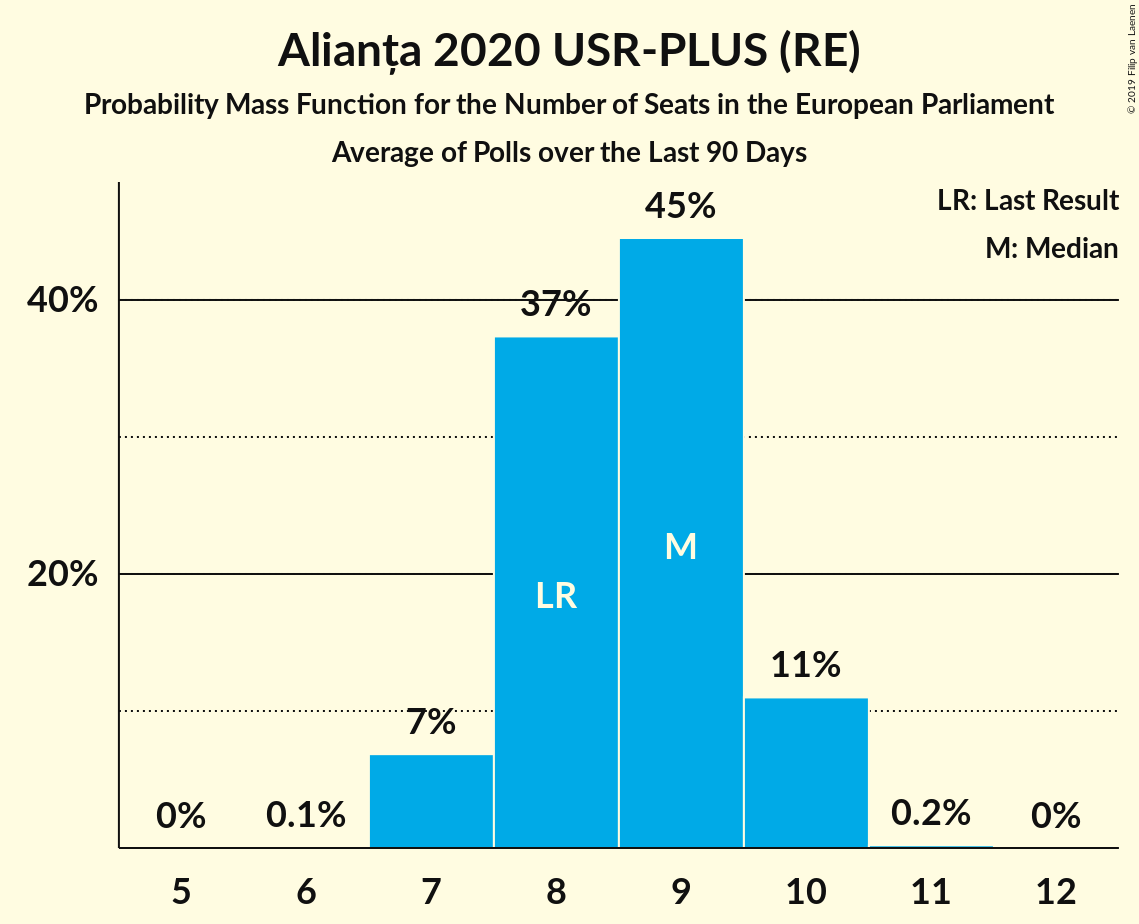 Alianța 2020 USR-PLUS (RE)
Probability Mass Function for the Number of Seats in the European Parliament
Average of Polls over the Last 90 Days
© 2019 Filip van Laenen
LR: Last Result
M: Median
45%
40%
37%
M
20%
LR
11%
7%
0%
0.1%
0.2%
0%
5 6 7 8 9 10 11 12